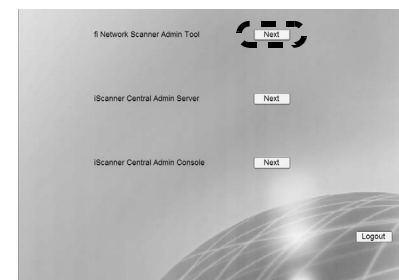 fi Network Scanner Admin Tool Next
iScanner Central Admin Server Next
iScanner Central Admin Console Next
Logout